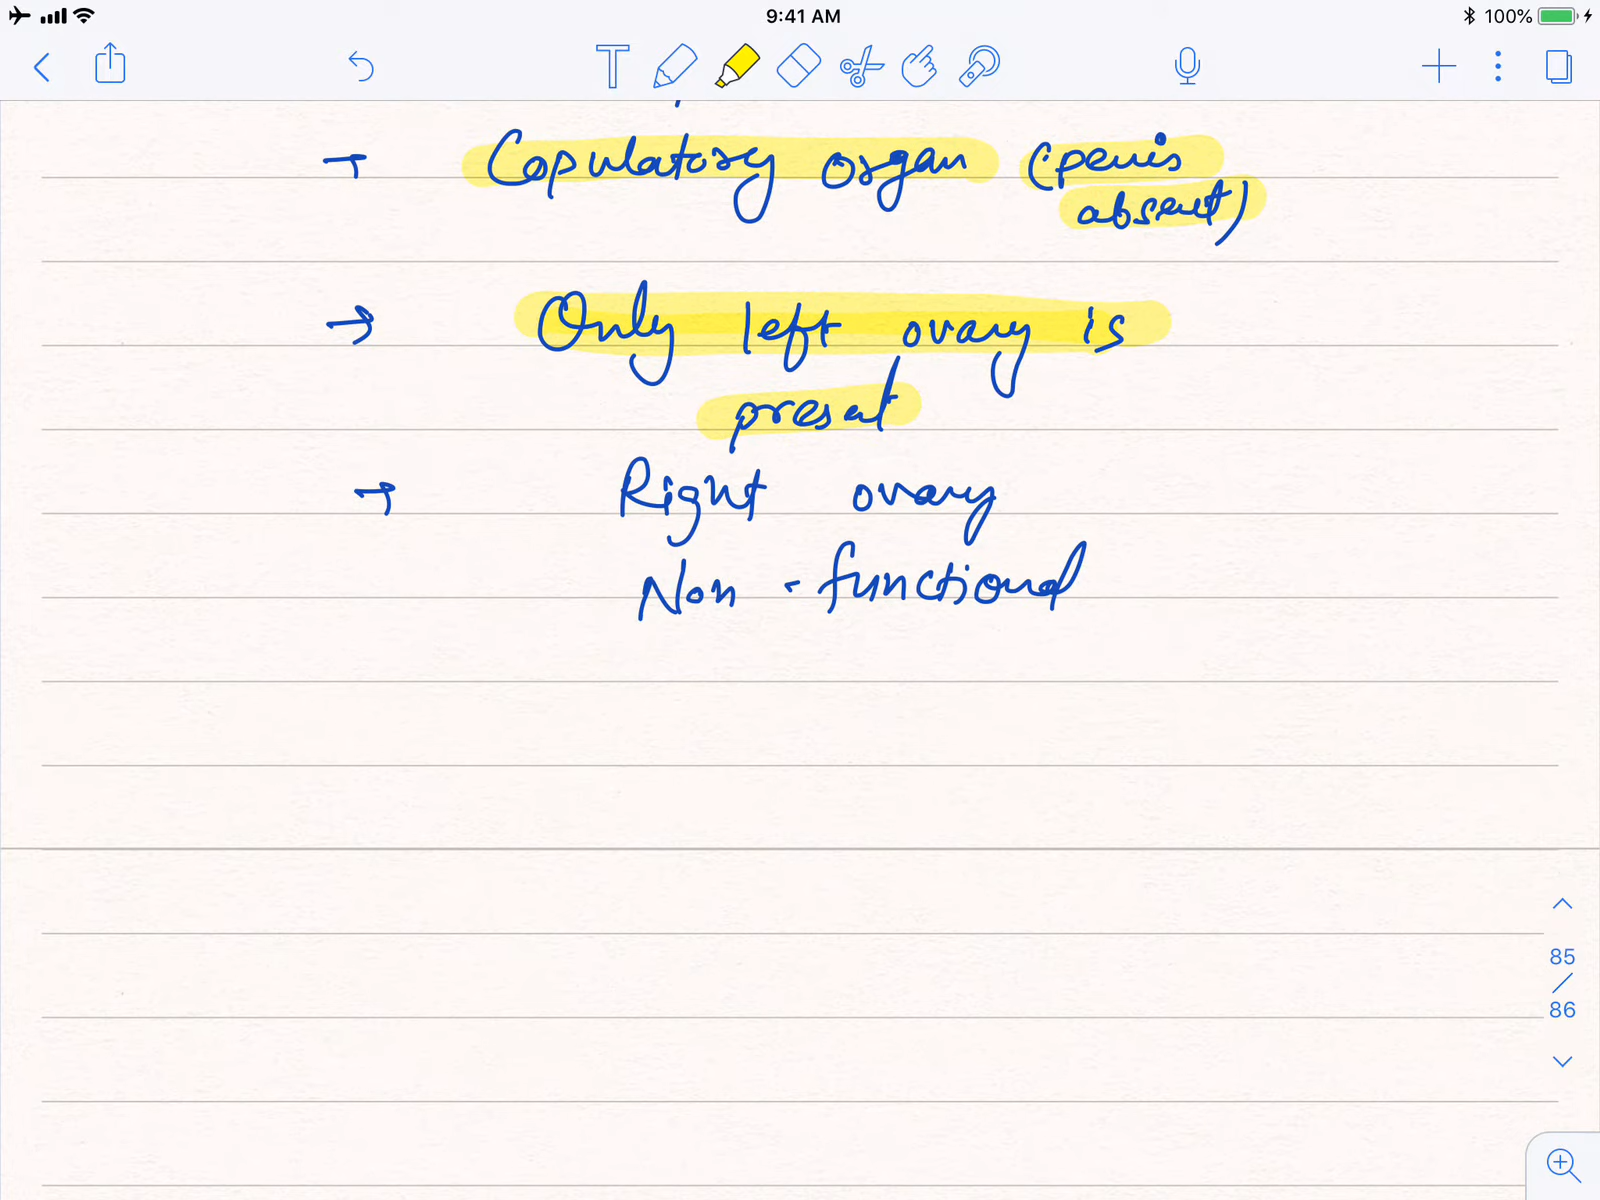 9:41 AM
100%
T
→ Copulatory organ (penis
absent)
→ Only left ovary is
present
→ Right ovary
Non-functional
85
/
86